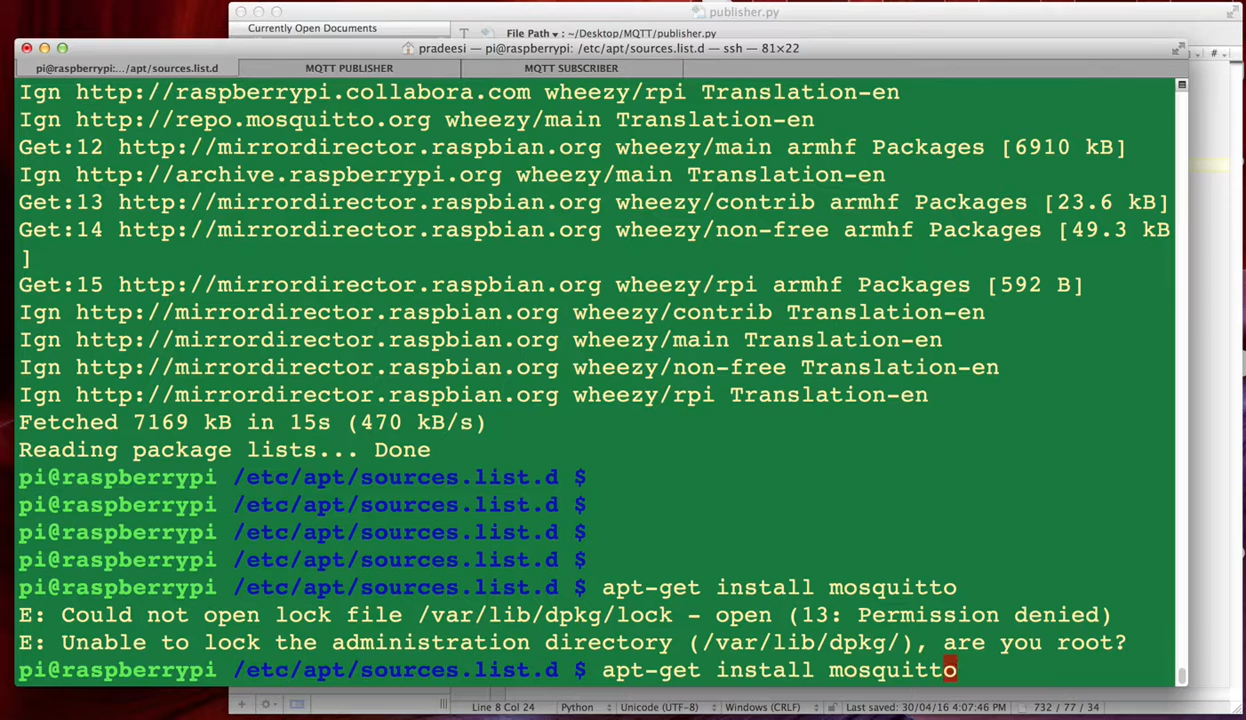 publisher.py
Currently Open Documents
File Path ▾ : ~/Desktop/MQTT/publisher.py
pradeesi — pi@raspberrypi: /etc/apt/sources.list.d — ssh — 81×22
pi@raspberrypi:.../apt/sources.list.d
MQTT PUBLISHER
MQTT SUBSCRIBER
Ign http://raspberrypi.collabora.com wheezy/rpi Translation-en
Ign http://repo.mosquitto.org wheezy/main Translation-en
Get:12 http://mirrordirector.raspbian.org wheezy/main armhf Packages [6910 kB]
Ign http://archive.raspberrypi.org wheezy/main Translation-en
Get:13 http://mirrordirector.raspbian.org wheezy/contrib armhf Packages [23.6 kB]
Get:14 http://mirrordirector.raspbian.org wheezy/non-free armhf Packages [49.3 kB
]
Get:15 http://mirrordirector.raspbian.org wheezy/rpi armhf Packages [592 B]
Ign http://mirrordirector.raspbian.org wheezy/contrib Translation-en
Ign http://mirrordirector.raspbian.org wheezy/main Translation-en
Ign http://mirrordirector.raspbian.org wheezy/non-free Translation-en
Ign http://mirrordirector.raspbian.org wheezy/rpi Translation-en
Fetched 7169 kB in 15s (470 kB/s)
Reading package lists... Done
pi@raspberrypi /etc/apt/sources.list.d $
pi@raspberrypi /etc/apt/sources.list.d $
pi@raspberrypi /etc/apt/sources.list.d $
pi@raspberrypi /etc/apt/sources.list.d $
pi@raspberrypi /etc/apt/sources.list.d $ apt-get install mosquitto
E: Could not open lock file /var/lib/dpkg/lock - open (13: Permission denied)
E: Unable to lock the administration directory (/var/lib/dpkg/), are you root?
pi@raspberrypi /etc/apt/sources.list.d $ apt-get install mosquitto
Line 8 Col 24 Python Unicode (UTF-8) Windows (CRLF) Last saved: 30/04/16 4:07:46 PM 732 / 77 / 34